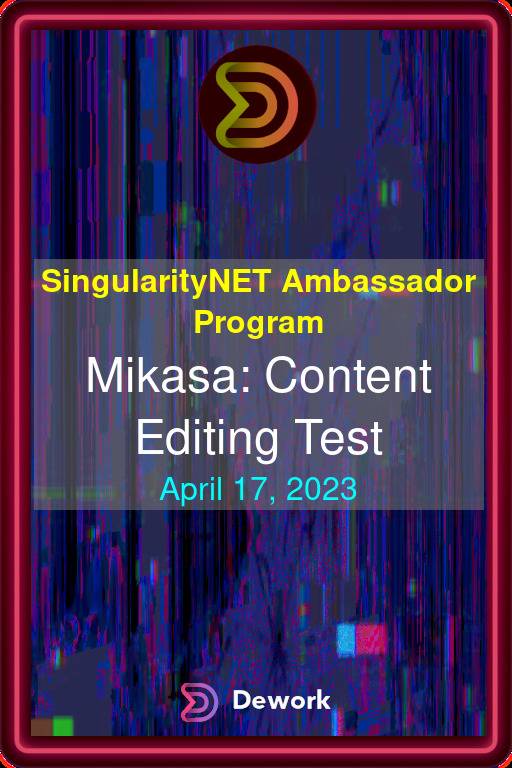 SingularityNET Ambassador
Program
Mikasa: Content
Editing Test
April 17, 2023
Dework